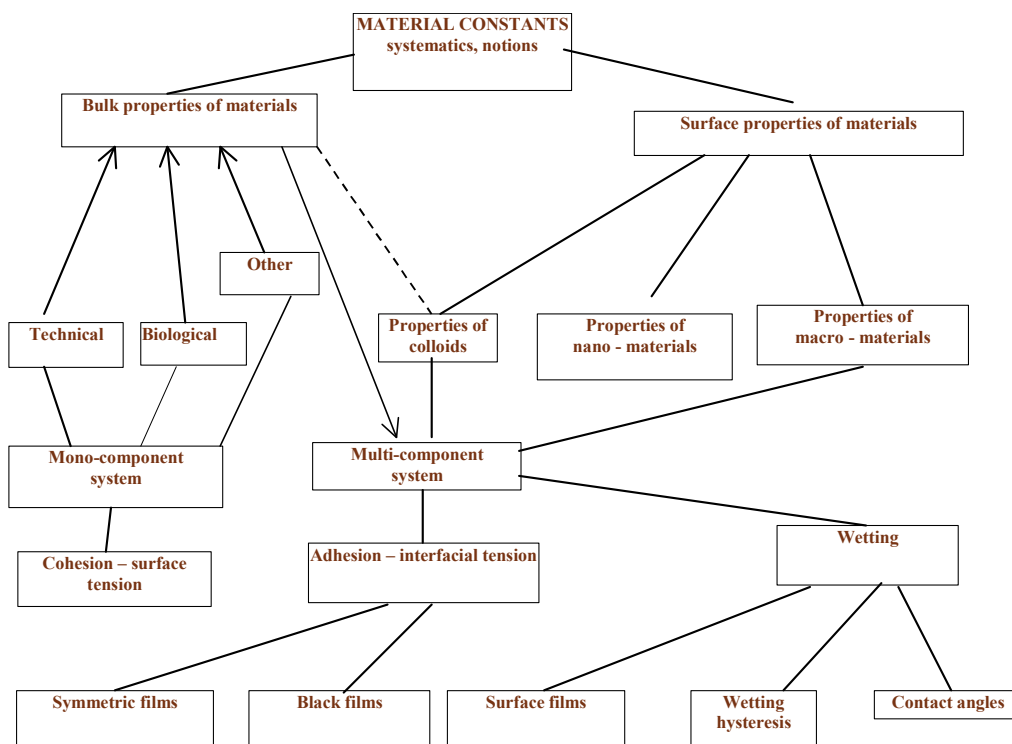 MATERIAL CONSTANTS
systematics, notions
Bulk properties of materials
Surface properties of materials
Other
Technical
Biological
Properties of
colloids
Properties of
nano - materials
Properties of
macro - materials
Mono-component
system
Multi-component
system
Cohesion – surface
tension
Adhesion – interfacial tension
Wetting
Symmetric films
Black films
Surface films
Wetting
hysteresis
Contact angles